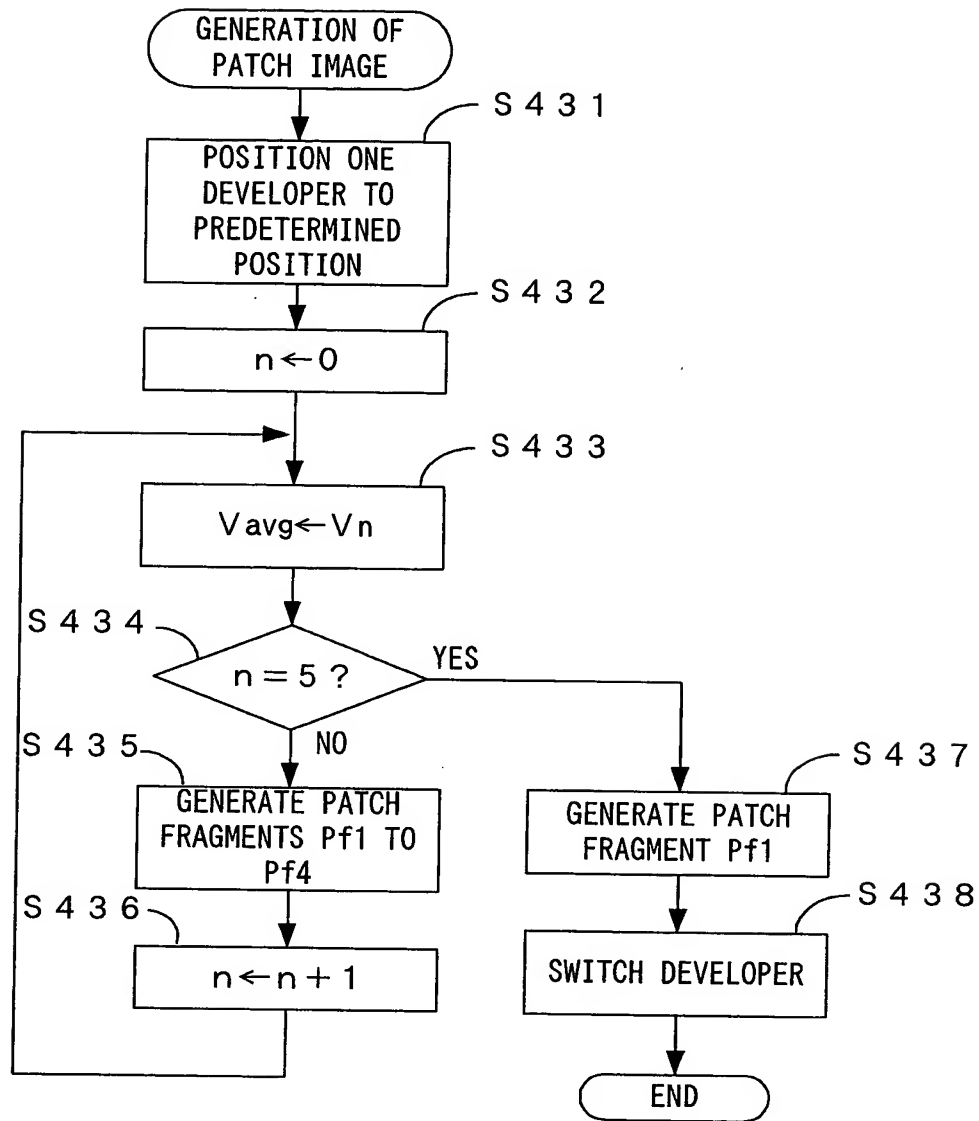 GENERATION OF
PATCH IMAGE
S431
POSITION ONE
DEVELOPER TO
PREDETERMINED
POSITION
S432
n←0
S433
Vavg←Vn
S434
n=5?
YES
NO
S435
GENERATE PATCH
FRAGMENTS Pf1 TO
Pf4
S436
n←n+1
S437
GENERATE PATCH
FRAGMENT Pf1
S438
SWITCH DEVELOPER
END